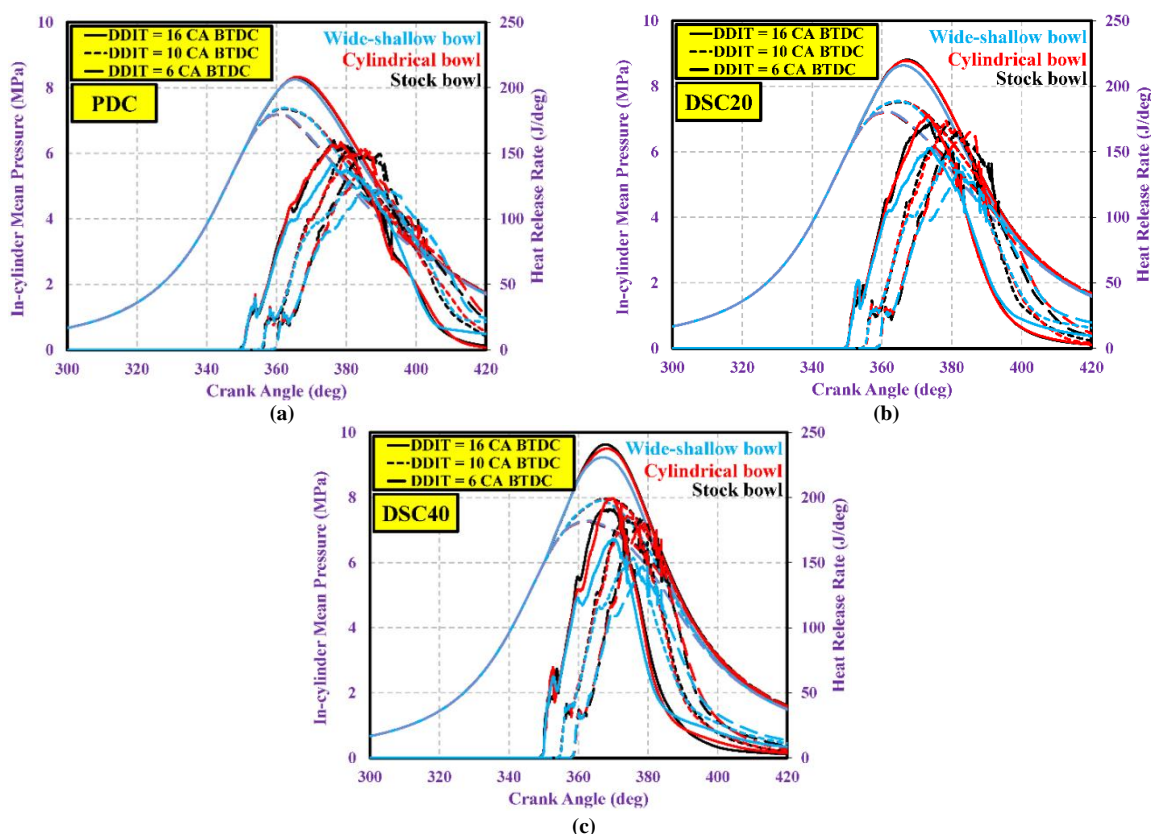 DDIT = 16 CA BTDC
DDIT = 10 CA BTDC
DDIT = 6 CA BTDC
Wide-shallow bowl
Cylindrical bowl
Stock bowl
PDC
In-cylinder Mean Pressure (MPa)
10
8
6
4
2
0
Heat Release Rate (J/deg)
250
200
150
100
50
0
300 320 340 360 380 400 420
Crank Angle (deg)
(a)
DDIT = 16 CA BTDC
DDIT = 10 CA BTDC
DDIT = 6 CA BTDC
Wide-shallow bowl
Cylindrical bowl
Stock bowl
DSC20
In-cylinder Mean Pressure (MPa)
10
8
6
4
2
0
Heat Release Rate (J/deg)
250
200
150
100
50
0
300 320 340 360 380 400 420
Crank Angle (deg)
(b)
DDIT = 16 CA BTDC
DDIT = 10 CA BTDC
DDIT = 6 CA BTDC
Wide-shallow bowl
Cylindrical bowl
Stock bowl
DSC40
In-cylinder Mean Pressure (MPa)
10
8
6
4
2
0
Heat Release Rate (J/deg)
250
200
150
100
50
0
300 320 340 360 380 400 420
Crank Angle (deg)
(c)